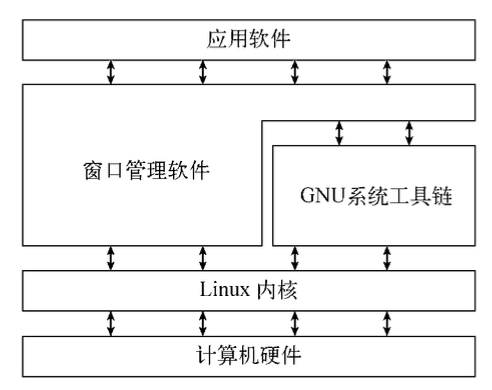 应用软件
窗口管理软件
GNU系统工具链
Linux 内核
计算机硬件